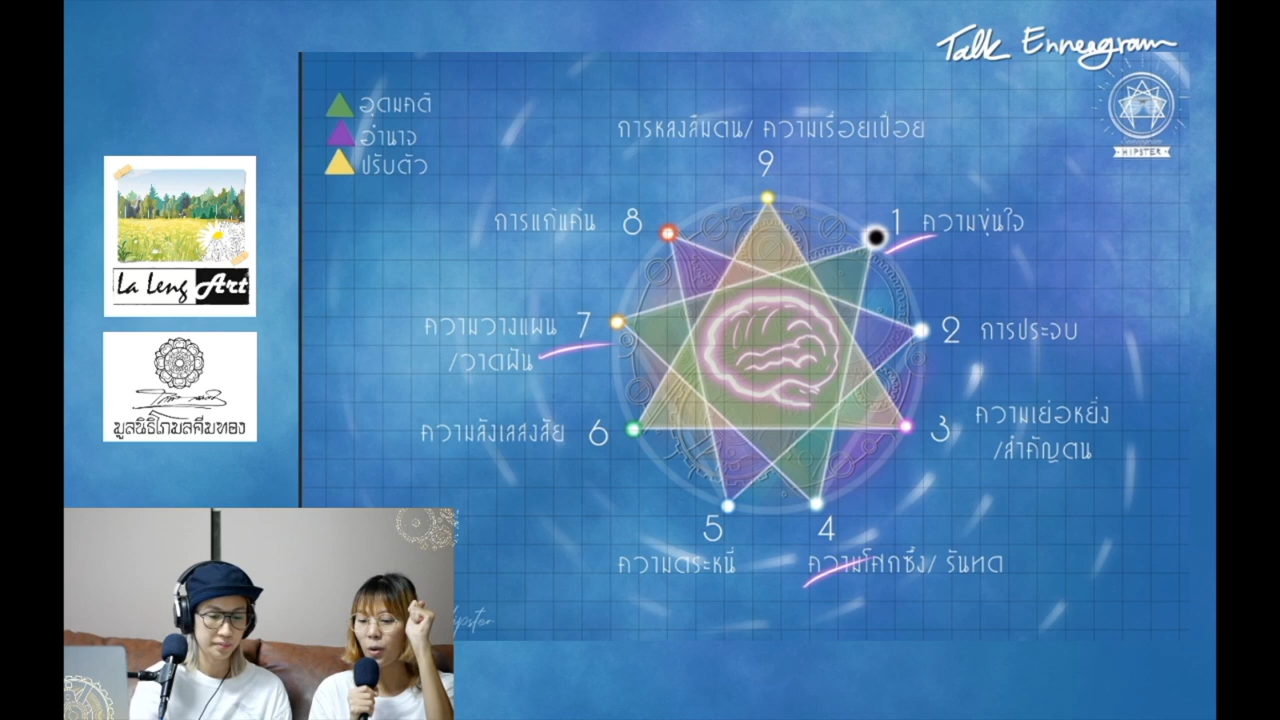 Talk Enneagram
อุดมคติ
อำนาจ
ปรับตัว
การหลงลืมตน/ ความเรื่อยเปื่อย
9
HIPSTER
การแก้แค้น 8
1 ความขุ่นใจ
ความวางแผน 7
/วาดฝัน
2 การประจบ
ความลังเลสงสัย 6
3 ความเย่อหยิ่ง
/สำคัญตน
5
ความตระหนี่
4
ความโศกซึ้ง/ รันทด
La Leng Art
มูลนิธิโกมลคีมทอง